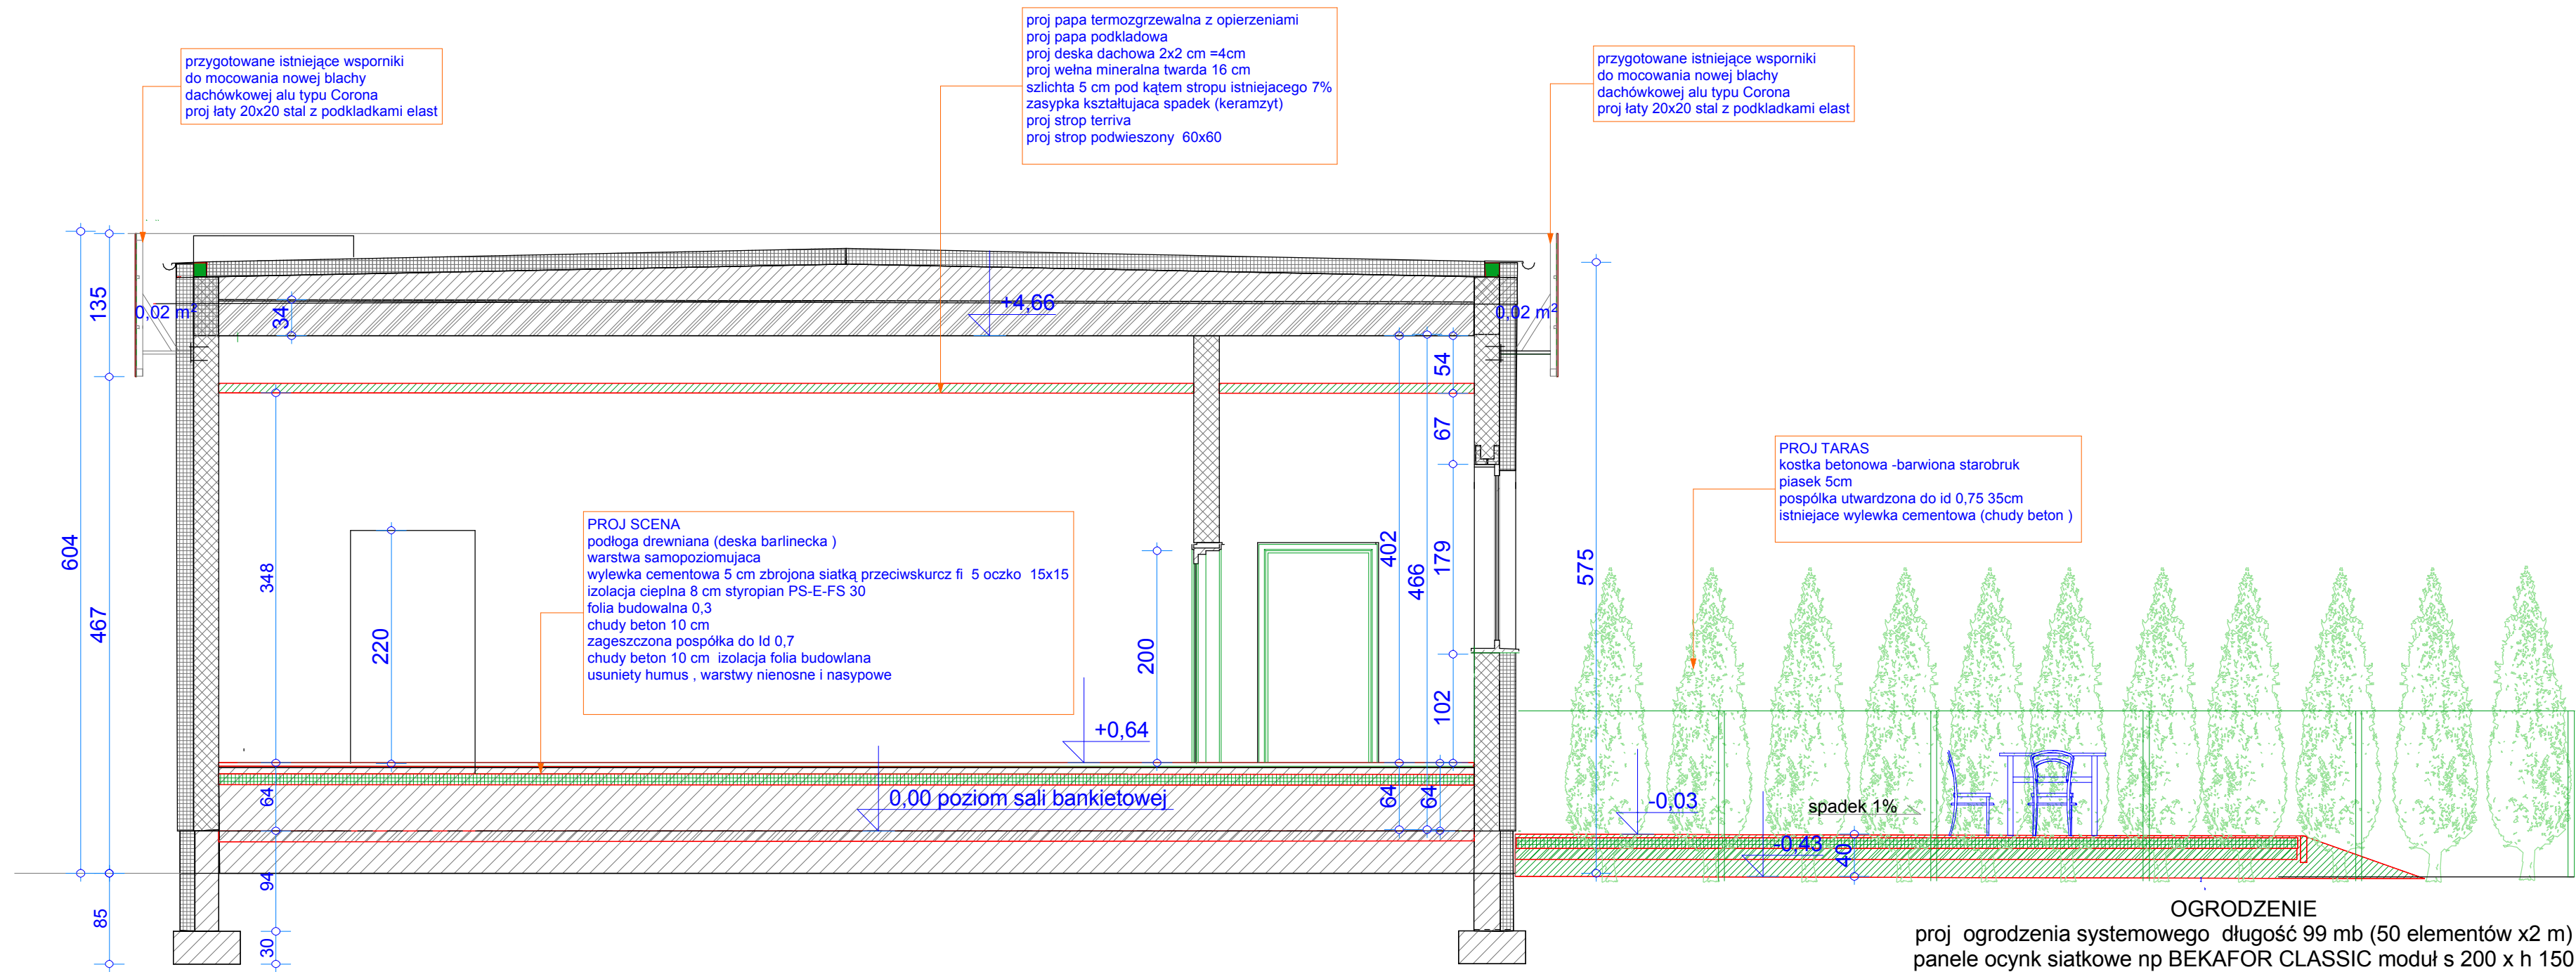 proj papa termozgrzewalna z opierzeniami
proj papa podkladowa
proj deska dachowa 2x2 cm =4cm
proj wełna mineralna twarda 16 cm
szlichta 5 cm pod kątem stropu istniejacego 7%
zasypka kształtujaca spadek (keramzyt)
proj strop terriva
proj strop podwieszony 60x60
przygotowane istniejące wsporniki
do mocowania nowej blachy
dachówkowej alu typu Corona
proj łaty 20x20 stal z podkladkami elast
przygotowane istniejące wsporniki
do mocowania nowej blachy
dachówkowej alu typu Corona
proj łaty 20x20 stal z podkladkami elast
135
0,02 m²
34
+4,66
0,02 m²
54
67
604
467
348
220
402
466
179
575
PROJ TARAS
kostka betonowa -barwiona starobruk
piasek 5cm
pospólka utwardzona do id 0,75 35cm
istniejace wylewka cementowa (chudy beton )
PROJ SCENA
podłoga drewniana (deska barlinecka )
warstwa samopoziomujaca
wylewka cementowa 5 cm zbrojona siatką przeciwskurcz fi 5 oczko 15x15
izolacja cieplna 8 cm styropian PS-E-FS 30
folia budowalna 0,3
chudy beton 10 cm
zageszczona pospółka do Id 0,7
chudy beton 10 cm izolacja folia budowlana
usuniety humus , warstwy nienosne i nasypowe
200
102
+0,64
64
0,00 poziom sali bankietowej
64
64
-0,03
spadek 1%
-0,43
40
94
85
30
OGRODZENIE
proj ogrodzenia systemowego długość 99 mb (50 elementów x2 m)
panele ocynk siatkowe np BEKAFOR CLASSIC moduł s 200 x h 150